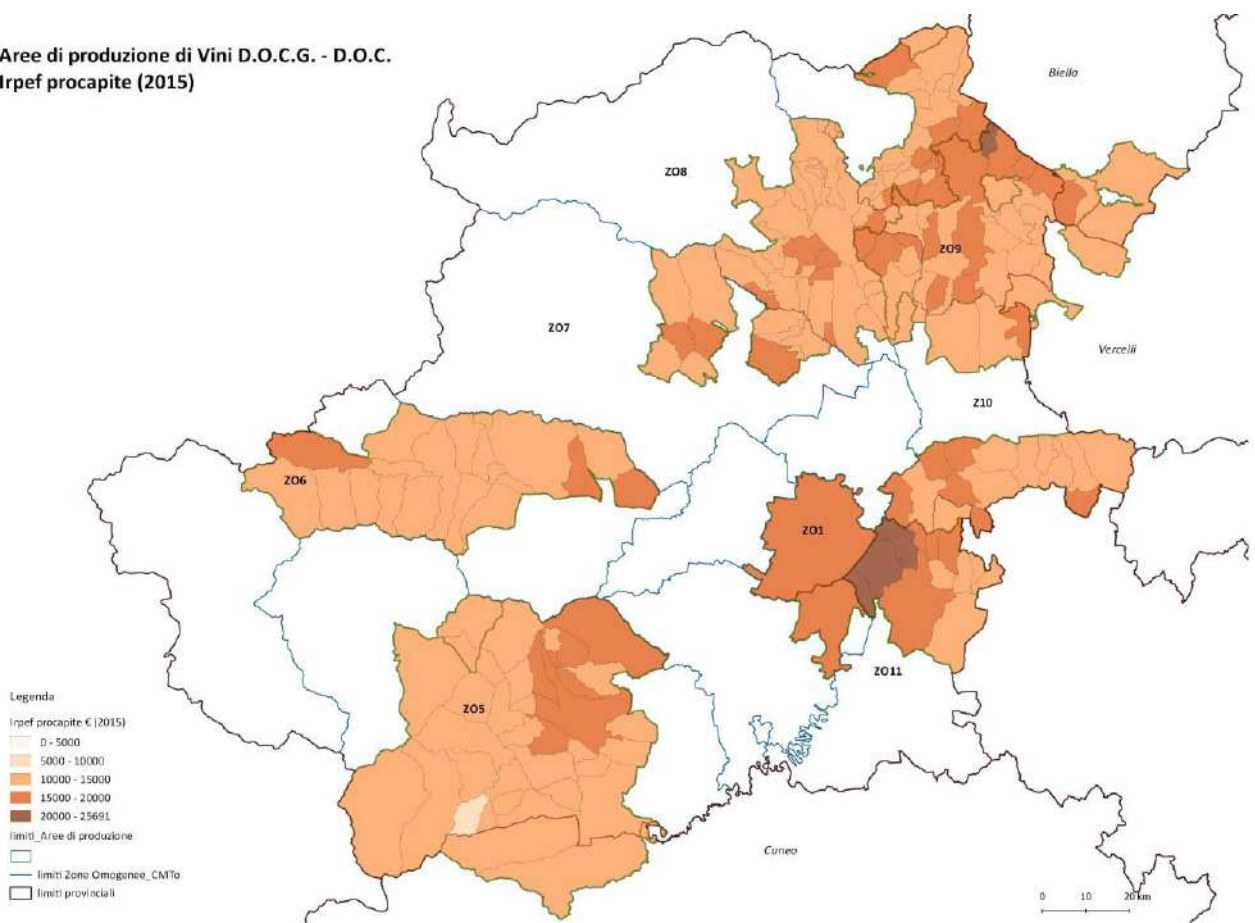 Aree di produzione di Vini D.O.C.G. - D.O.C.
Irpef procapite (2015)
Biella
ZO8
ZO9
ZO7
Vercelli
Z10
ZO6
ZO1
ZO11
ZO5
Cuneo
Legenda
Irpef procapite € (2015)
0 - 5000
5000 - 10000
10000 - 15000
15000 - 20000
20000 - 25691
limiti_Aree di produzione
limiti Zone Omogenee_CMTo
limiti provinciali
0 10 20 km